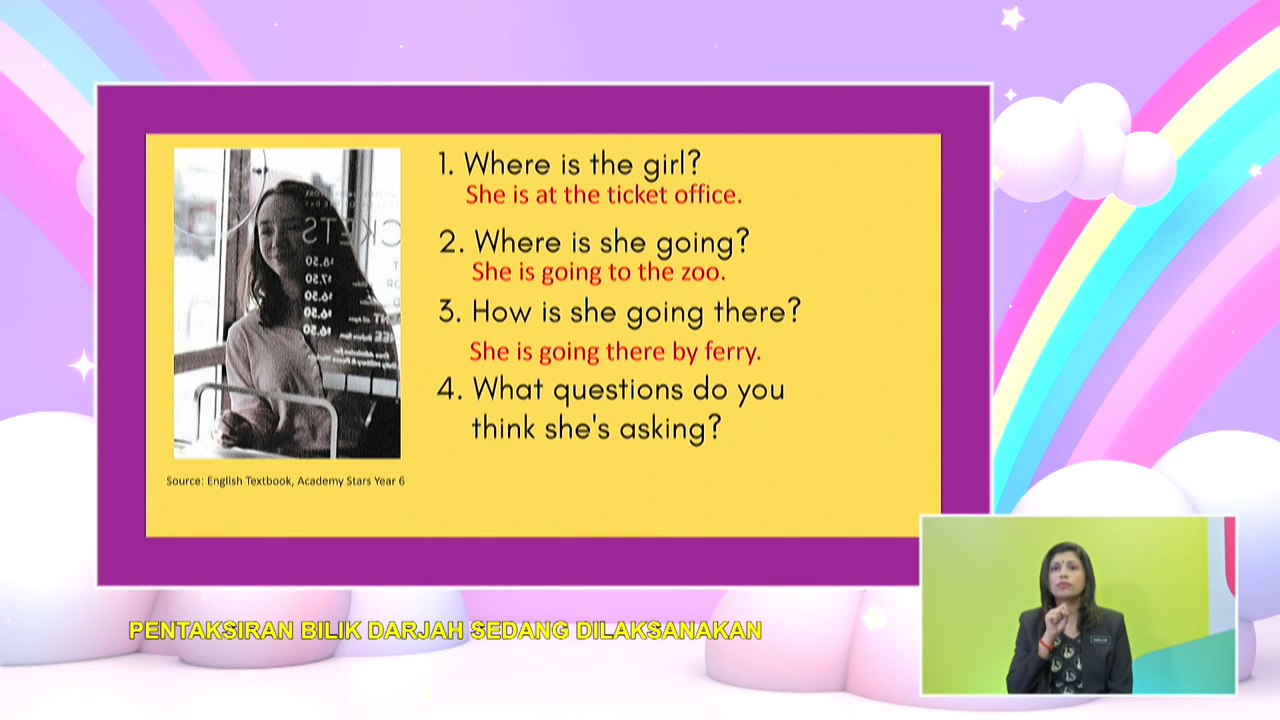 1. Where is the girl?
She is at the ticket office.
2. Where is she going?
She is going to the zoo.
3. How is she going there?
She is going there by ferry.
4. What questions do you
think she's asking?
Source: English Textbook, Academy Stars Year 6
PENTAKSIRAN BILIK DARJAH SEDANG DILAKSANAKAN